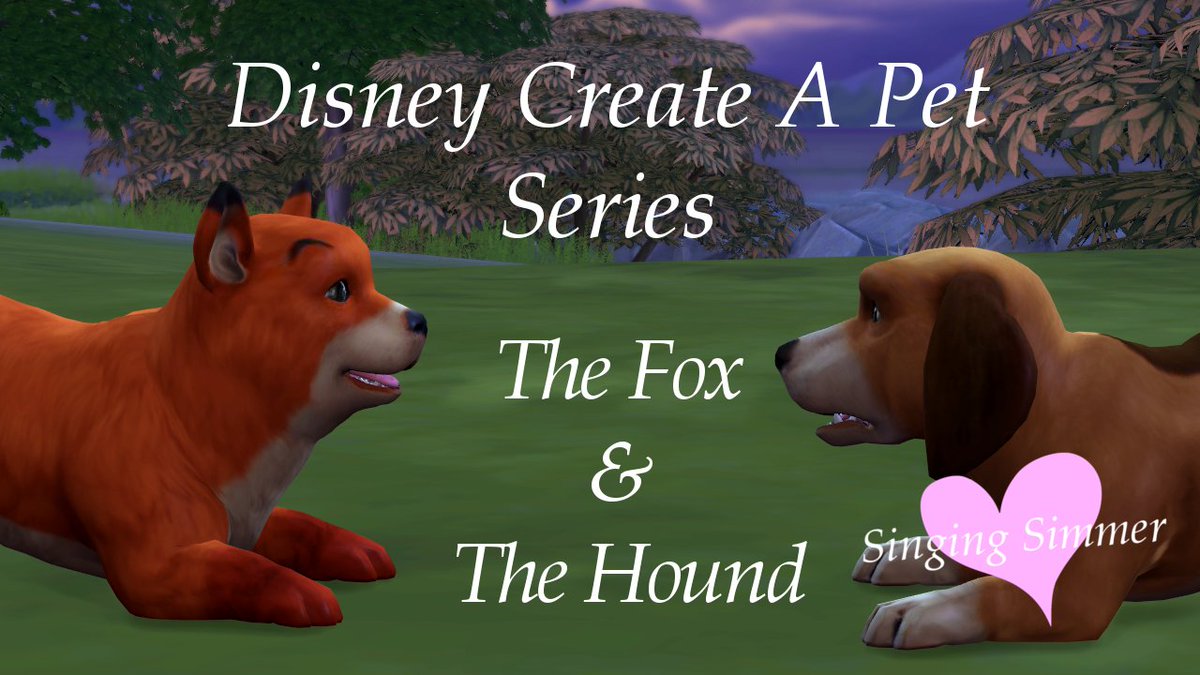 Disney Create A Pet
Series
The Fox
&
The Hound
Singing Simmer